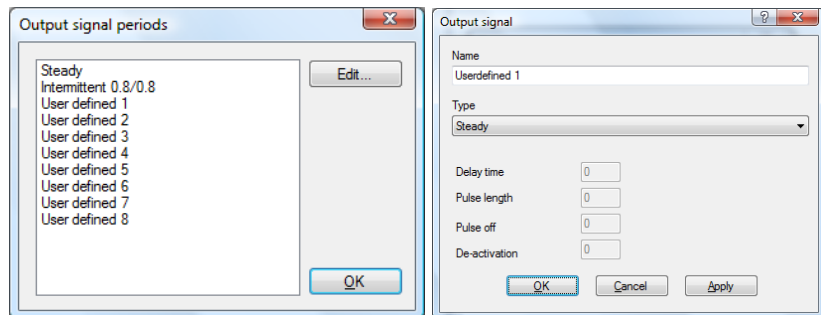 Output signal periods
Steady
Intermittent 0.8/0.8
User defined 1
User defined 2
User defined 3
User defined 4
User defined 5
User defined 6
User defined 7
User defined 8
Edit...
OK
Output signal
?
Name
Userdefined 1
Type
Steady
Delay time 0
Pulse length 0
Pulse off 0
De-activation 0
OK Cancel Apply